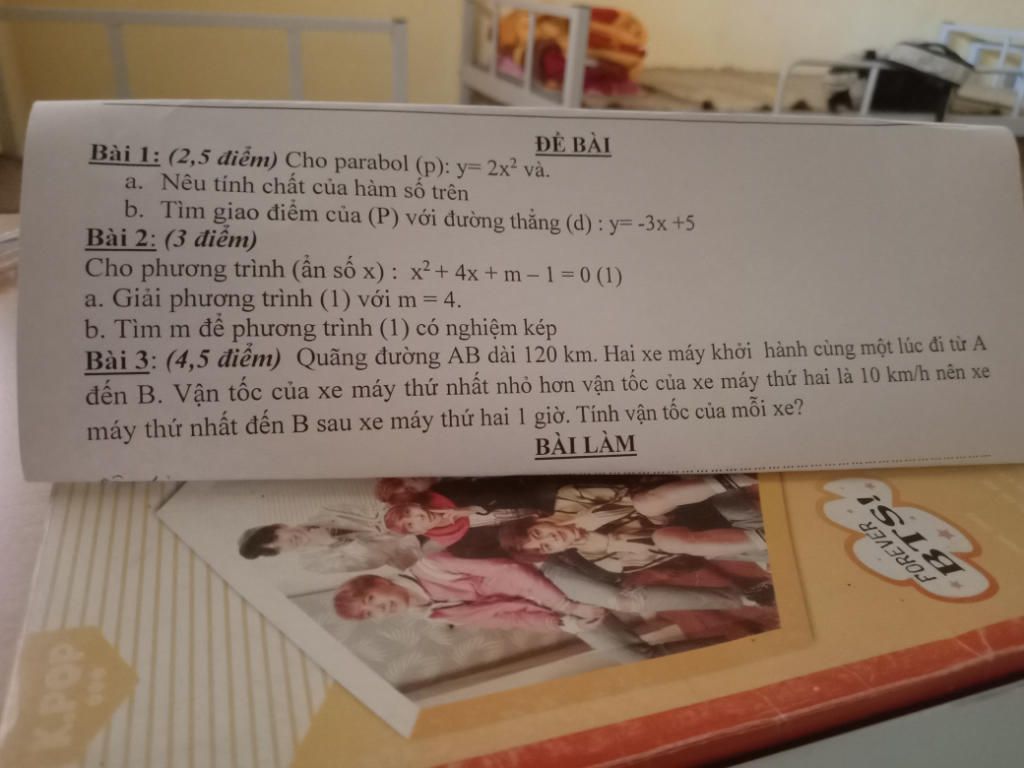 ĐỀ BÀI
Bài 1: (2,5 điểm) Cho parabol (p): y= 2x² và.
a. Nêu tính chất của hàm số trên
b. Tìm giao điểm của (P) với đường thẳng (d) : y= -3x +5
Bài 2: (3 điểm)
Cho phương trình (ẩn số x) : x² + 4x + m – 1 = 0 (1)
a. Giải phương trình (1) với m = 4.
b. Tìm m để phương trình (1) có nghiệm kép
Bài 3: (4,5 điểm) Quãng đường AB dài 120 km. Hai xe máy khởi hành cùng một lúc đi từ A
đến B. Vận tốc của xe máy thứ nhất nhỏ hơn vận tốc của xe máy thứ hai là 10 km/h nên xe
máy thứ nhất đến B sau xe máy thứ hai 1 giờ. Tính vận tốc của mỗi xe?
BÀI LÀM
FOREVER
BTS!
K.Pop